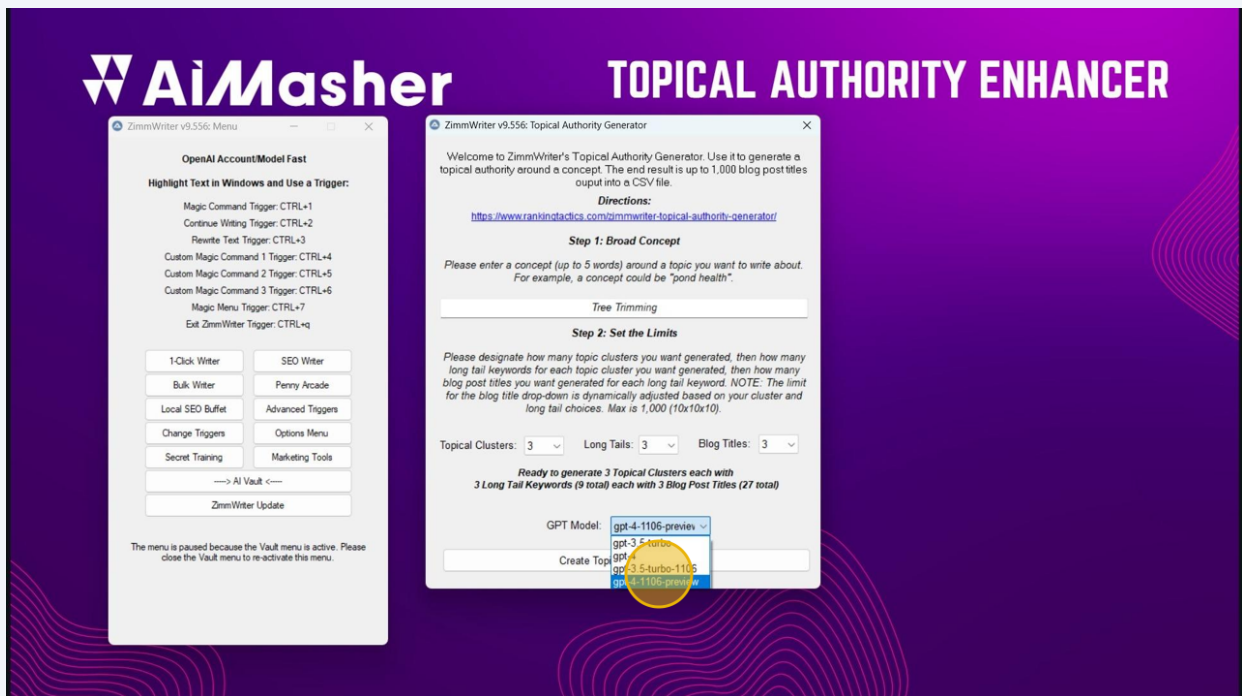 AiMasher
TOPICAL AUTHORITY ENHANCER
ZimmWriter v9.556: Menu
OpenAI Account/Model Fast
Highlight Text in Windows and Use a Trigger:
Magic Command Trigger: CTRL+1
Continue Writing Trigger: CTRL+2
Rewrite Text Trigger: CTRL+3
Custom Magic Command 1 Trigger: CTRL+4
Custom Magic Command 2 Trigger: CTRL+5
Custom Magic Command 3 Trigger: CTRL+6
Magic Menu Trigger: CTRL+7
Exit ZimmWriter Trigger: CTRL+q
1-Click Writer
SEO Writer
Bulk Writer
Penny Arcade
Local SEO Buffet
Advanced Triggers
Change Triggers
Options Menu
Secret Training
Marketing Tools
----> AI Vault <----
ZimmWriter Update
The menu is paused because the Vault menu is active. Please
close the Vault menu to re-activate this menu.
ZimmWriter v9.556: Topical Authority Generator
Welcome to ZimmWriter's Topical Authority Generator. Use it to generate a
topical authority around a concept. The end result is up to 1,000 blog post titles
ouput into a CSV file.
Directions:
https://www.rankingtactics.com/zimmwriter-topical-authority-generator/
Step 1: Broad Concept
Please enter a concept (up to 5 words) around a topic you want to write about.
For example, a concept could be "pond health".
Tree Trimming
Step 2: Set the Limits
Please designate how many topic clusters you want generated, then how many
long tail keywords for each topic cluster you want generated, then how many
blog post titles you want generated for each long tail keyword. NOTE: The limit
for the blog title drop-down is dynamically adjusted based on your cluster and
long tail choices. Max is 1,000 (10x10x10).
Topical Clusters: 3 Long Tails: 3 Blog Titles: 3
Ready to generate 3 Topical Clusters each with
3 Long Tail Keywords (9 total) each with 3 Blog Post Titles (27 total)
GPT Model: gpt-4-1106-preview
gpt-3.5-turbo
gpt-4
Create Topi
gpt-3.5-turbo-1106
gpt-4-1106-preview